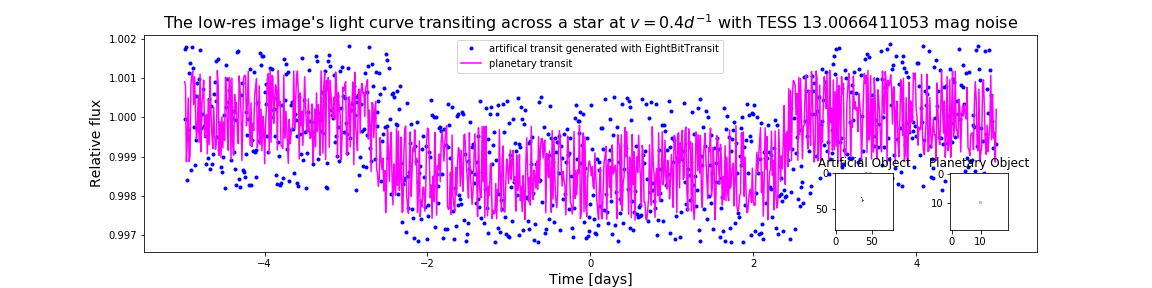 The low-res image's light curve transiting across a star at v = 0.4d⁻¹ with TESS 13.0066411053 mag noise
artifical transit generated with EightBitTransit
planetary transit
Relative flux
1.002
1.001
1.000
0.999
0.998
0.997
−4
−2
0
2
4
Time [days]
Artificial Object
0
50
0
50
Planetary Object
0
10
0
10